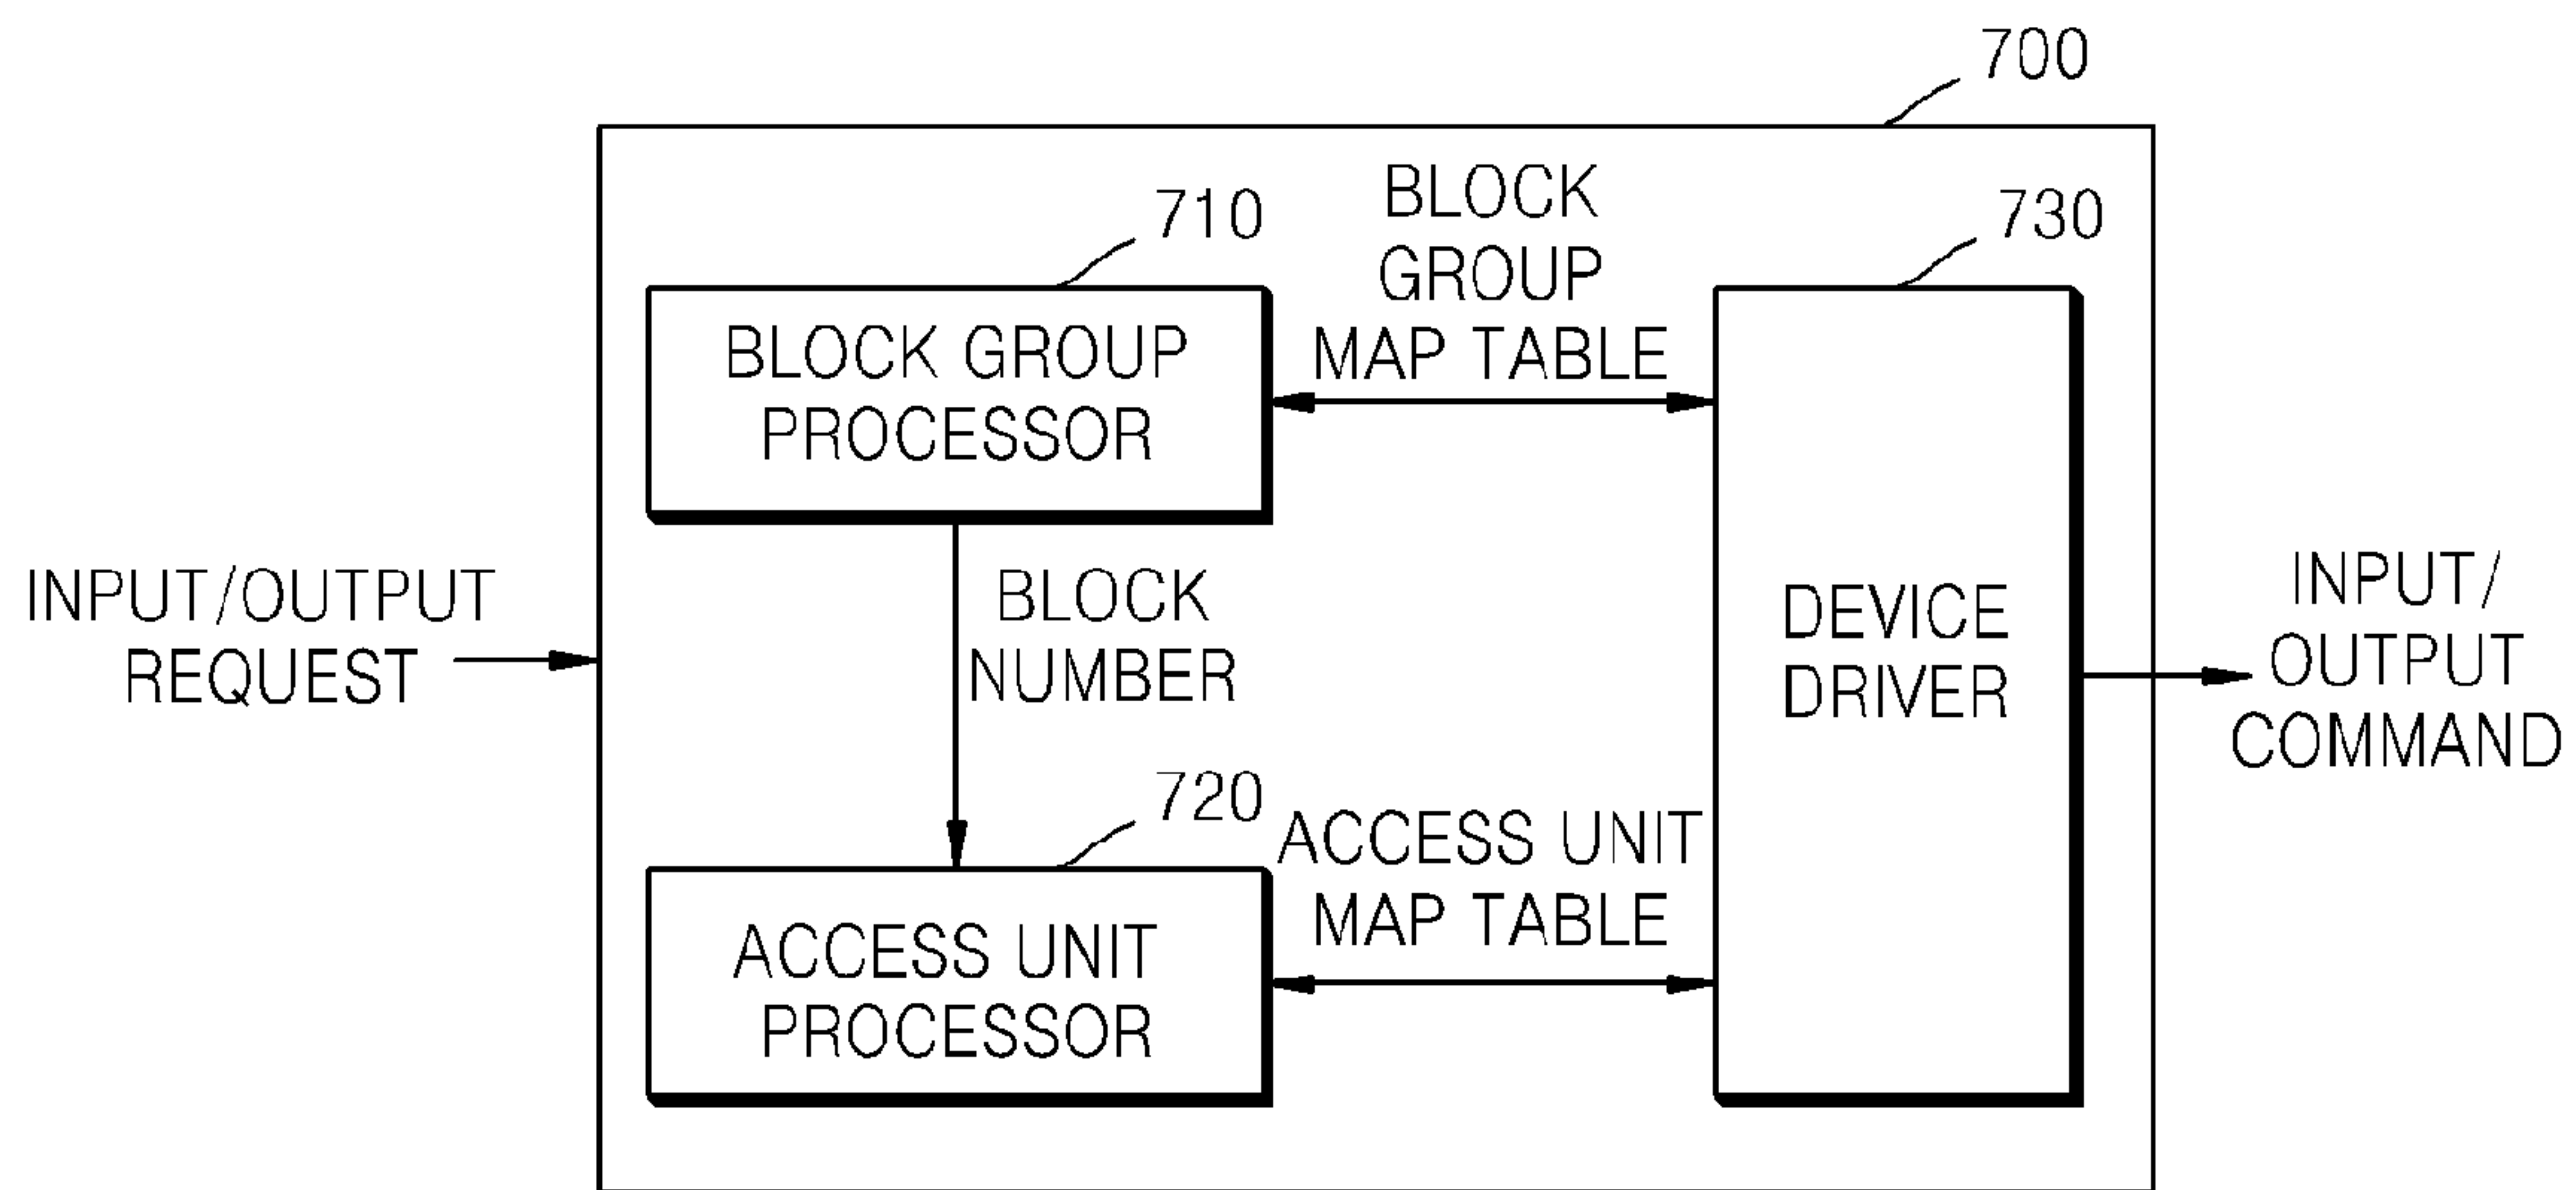 700
710
BLOCK
GROUP
MAP TABLE
730
BLOCK GROUP
PROCESSOR
INPUT/OUTPUT
REQUEST
BLOCK
NUMBER
DEVICE
DRIVER
INPUT/
OUTPUT
COMMAND
720
ACCESS UNIT
MAP TABLE
ACCESS UNIT
PROCESSOR